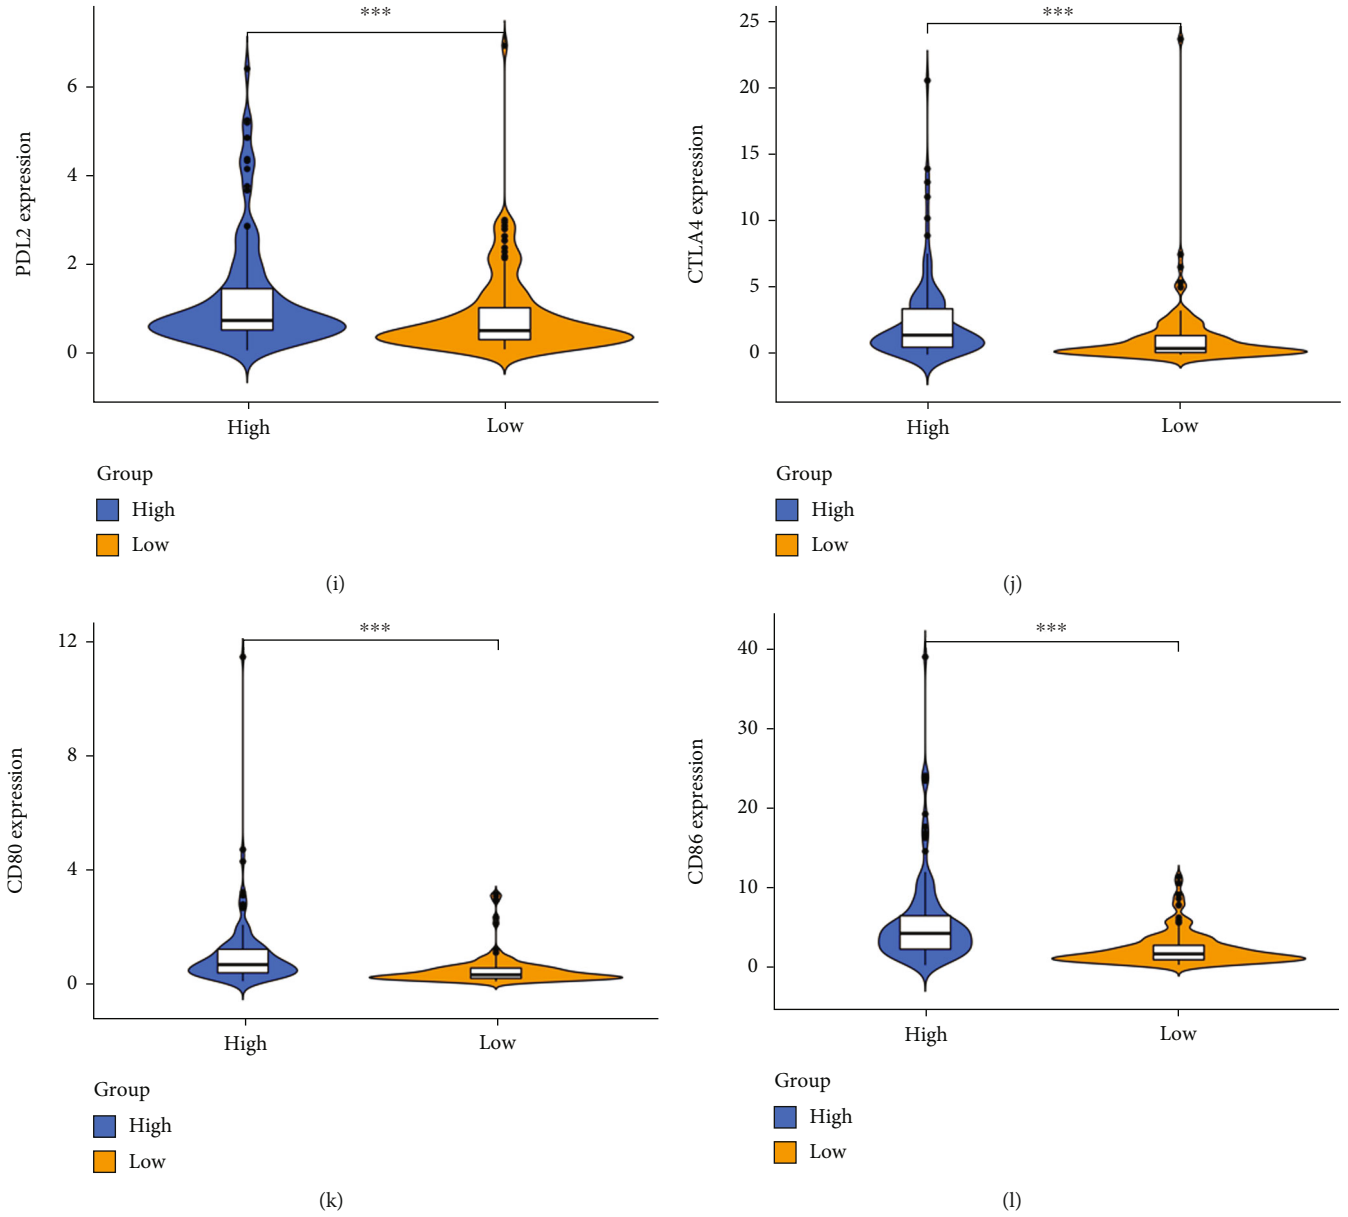 ***
PDL2 expression
6
4
2
0
High
Low
Group
High
Low
(i)
***
CTLA4 expression
25
20
15
10
5
0
High
Low
Group
High
Low
(j)
***
CD80 expression
12
8
4
0
High
Low
Group
High
Low
(k)
***
CD86 expression
40
30
20
10
0
High
Low
Group
High
Low
(l)